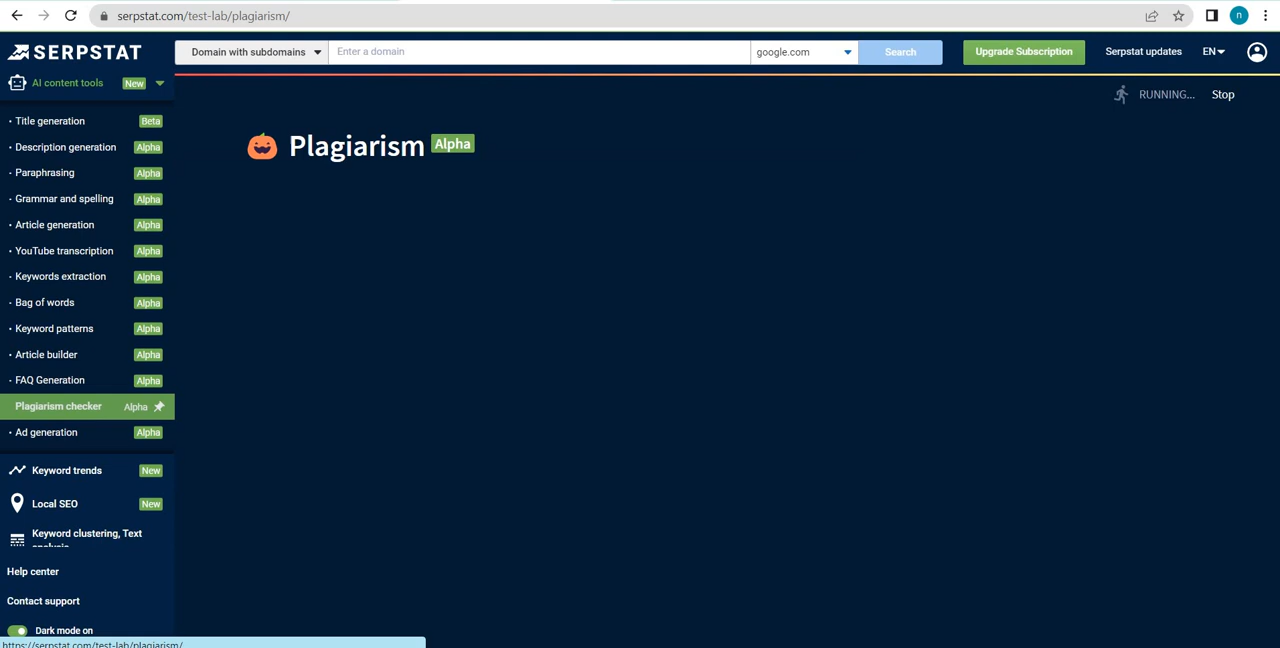 serpstat.com/test-lab/plagiarism/
n
SERPSTAT
Domain with subdomains
Enter a domain
google.com
Search
Upgrade Subscription
Serpstat updates
EN
AI content tools New
RUNNING...
Stop
Plagiarism Alpha
· Title generation Beta
· Description generation Alpha
· Paraphrasing Alpha
· Grammar and spelling Alpha
· Article generation Alpha
· YouTube transcription Alpha
· Keywords extraction Alpha
· Bag of words Alpha
· Keyword patterns Alpha
· Article builder Alpha
· FAQ Generation Alpha
Plagiarism checker Alpha
· Ad generation Alpha
Keyword trends New
Local SEO New
Keyword clustering, Text
analysis
Help center
Contact support
Dark mode on
https://serpstat.com/test-lab/plagiarism/